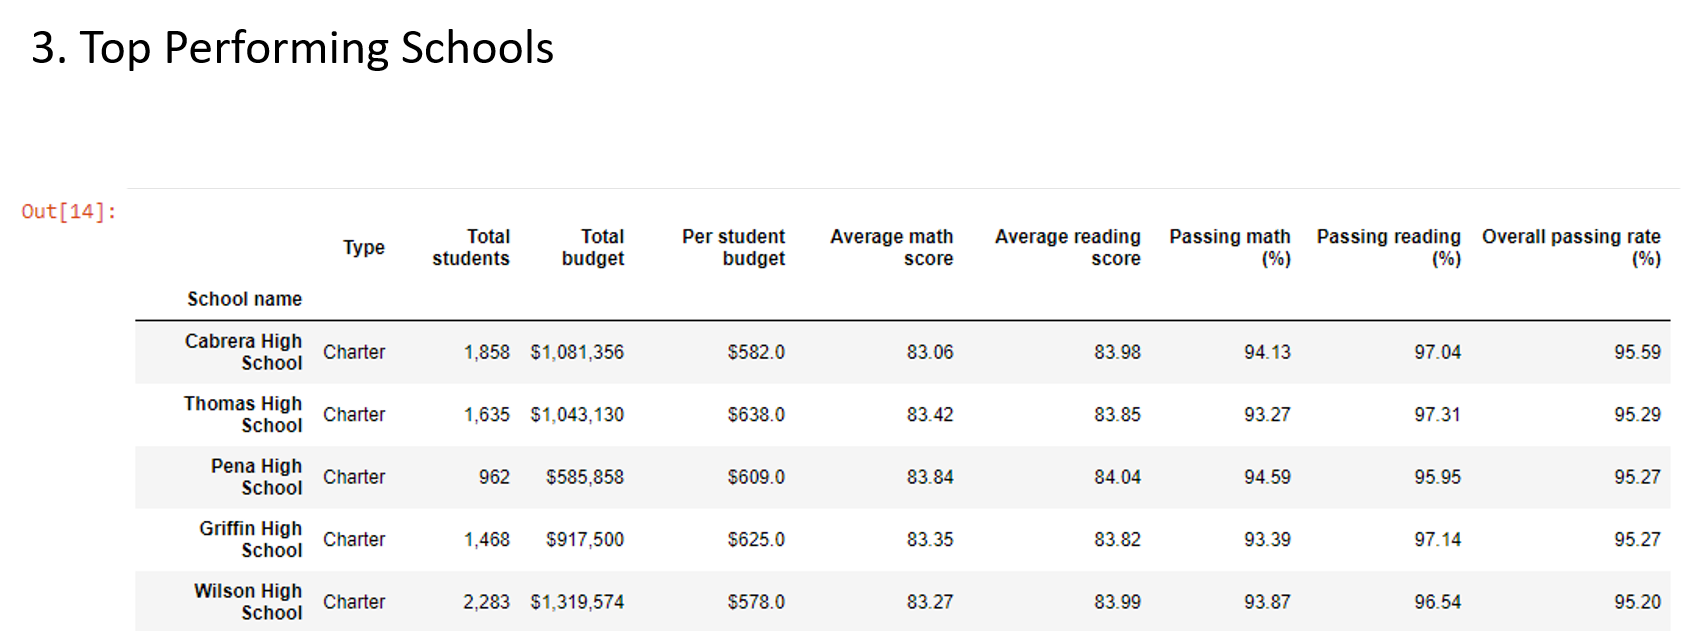 3. Top Performing Schools
Out[14]:
Type Total students Total budget Per student budget Average math score Average reading score Passing math (%) Passing reading (%) Overall passing rate (%)
School name
Cabrera High School Charter 1,858 $1,081,356 $582.0 83.06 83.98 94.13 97.04 95.59
Thomas High School Charter 1,635 $1,043,130 $638.0 83.42 83.85 93.27 97.31 95.29
Pena High School Charter 962 $585,858 $609.0 83.84 84.04 94.59 95.95 95.27
Griffin High School Charter 1,468 $917,500 $625.0 83.35 83.82 93.39 97.14 95.27
Wilson High School Charter 2,283 $1,319,574 $578.0 83.27 83.99 93.87 96.54 95.20